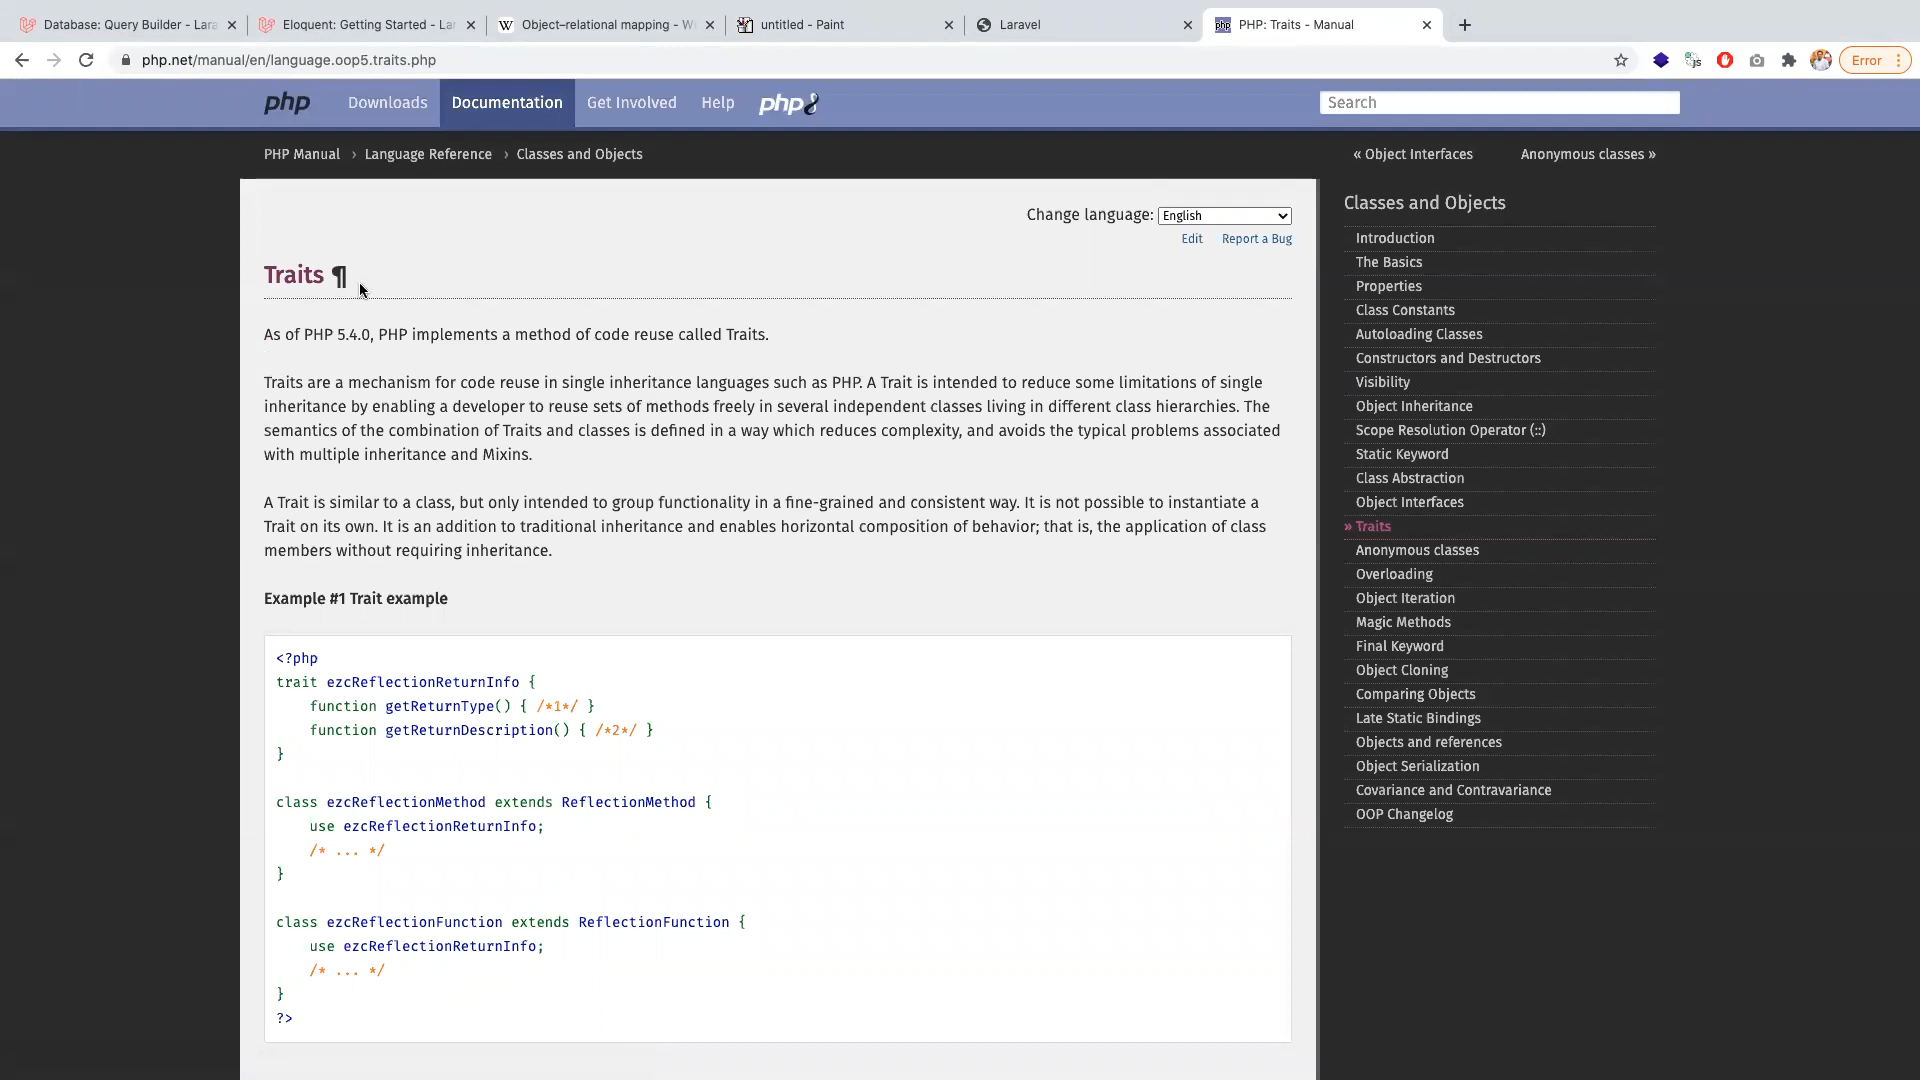 Database: Query Builder - Lara
Eloquent: Getting Started - Lar
Object–relational mapping - Wi
untitled - Paint
Laravel
PHP: Traits - Manual
php.net/manual/en/language.oop5.traits.php
Error
php
Downloads
Documentation
Get Involved
Help
php8
Search
PHP Manual › Language Reference › Classes and Objects
« Object Interfaces
Anonymous classes »
Change language: English
Edit
Report a Bug
Traits ¶
As of PHP 5.4.0, PHP implements a method of code reuse called Traits.
Traits are a mechanism for code reuse in single inheritance languages such as PHP. A Trait is intended to reduce some limitations of single
inheritance by enabling a developer to reuse sets of methods freely in several independent classes living in different class hierarchies. The
semantics of the combination of Traits and classes is defined in a way which reduces complexity, and avoids the typical problems associated
with multiple inheritance and Mixins.
A Trait is similar to a class, but only intended to group functionality in a fine-grained and consistent way. It is not possible to instantiate a
Trait on its own. It is an addition to traditional inheritance and enables horizontal composition of behavior; that is, the application of class
members without requiring inheritance.
Example #1 Trait example
<?php
trait ezcReflectionReturnInfo {
function getReturnType() { /*1*/ }
function getReturnDescription() { /*2*/ }
}
class ezcReflectionMethod extends ReflectionMethod {
use ezcReflectionReturnInfo;
/* ... */
}
class ezcReflectionFunction extends ReflectionFunction {
use ezcReflectionReturnInfo;
/* ... */
}
?>
Classes and Objects
Introduction
The Basics
Properties
Class Constants
Autoloading Classes
Constructors and Destructors
Visibility
Object Inheritance
Scope Resolution Operator (::)
Static Keyword
Class Abstraction
Object Interfaces
» Traits
Anonymous classes
Overloading
Object Iteration
Magic Methods
Final Keyword
Object Cloning
Comparing Objects
Late Static Bindings
Objects and references
Object Serialization
Covariance and Contravariance
OOP Changelog